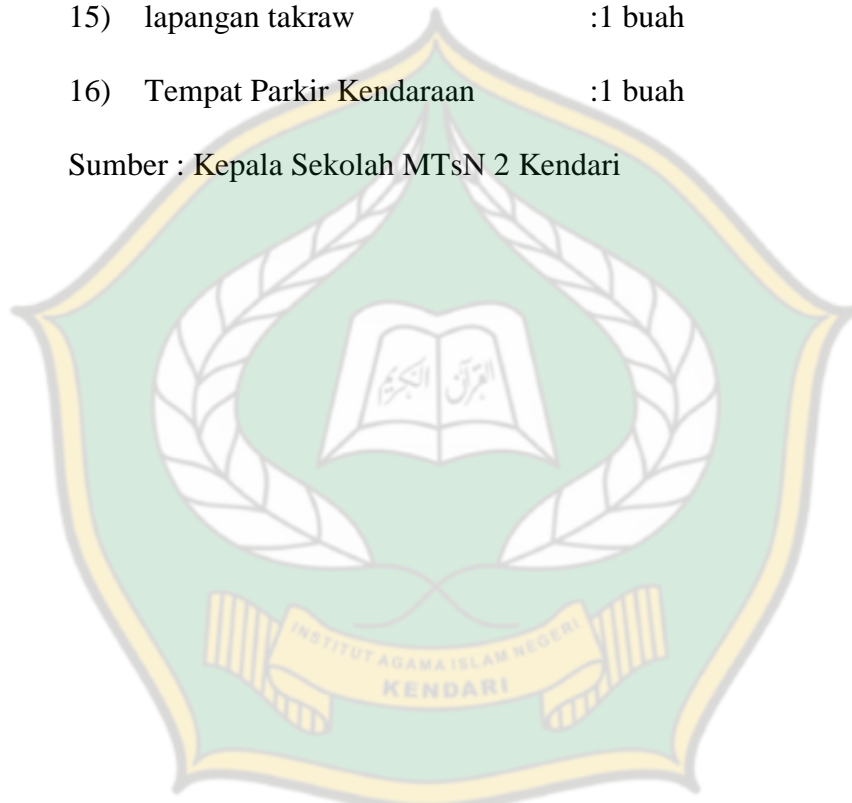 15) lapangan takraw :1 buah
16) Tempat Parkir Kendaraan :1 buah
Sumber : Kepala Sekolah MTsN 2 Kendari
القرآن الكريم
INSTITUT AGAMA ISLAM NEGERI
KENDARI